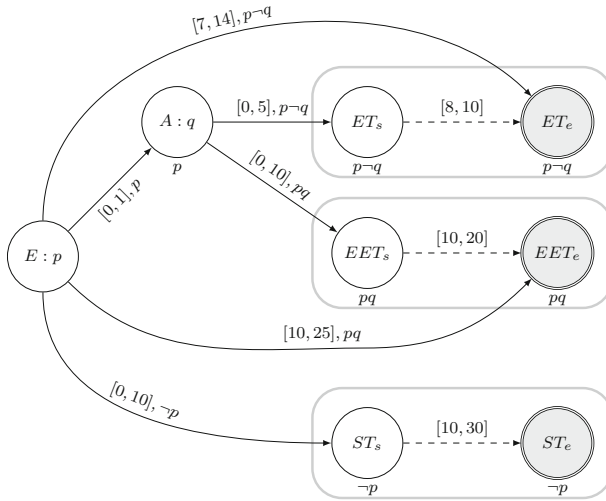 [7, 14], p¬q
A : q
p
[0, 5], p¬q
ET_s
p¬q
[8, 10]
ET_e
p¬q
[0, 1], p
[0, 10], pq
E : p
EET_s
pq
[10, 20]
EET_e
pq
[10, 25], pq
[0, 10], ¬p
ST_s
¬p
[10, 30]
ST_e
¬p